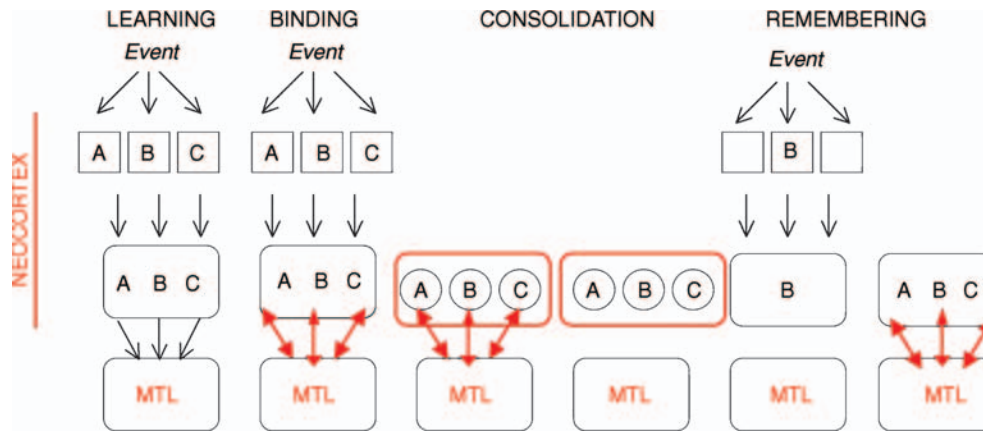 LEARNING BINDING CONSOLIDATION REMEMBERING
Event Event Event
A B C A B C B
NEOCORTEX
A B C A B C A B C A B C B A B C
MTL MTL MTL MTL MTL MTL